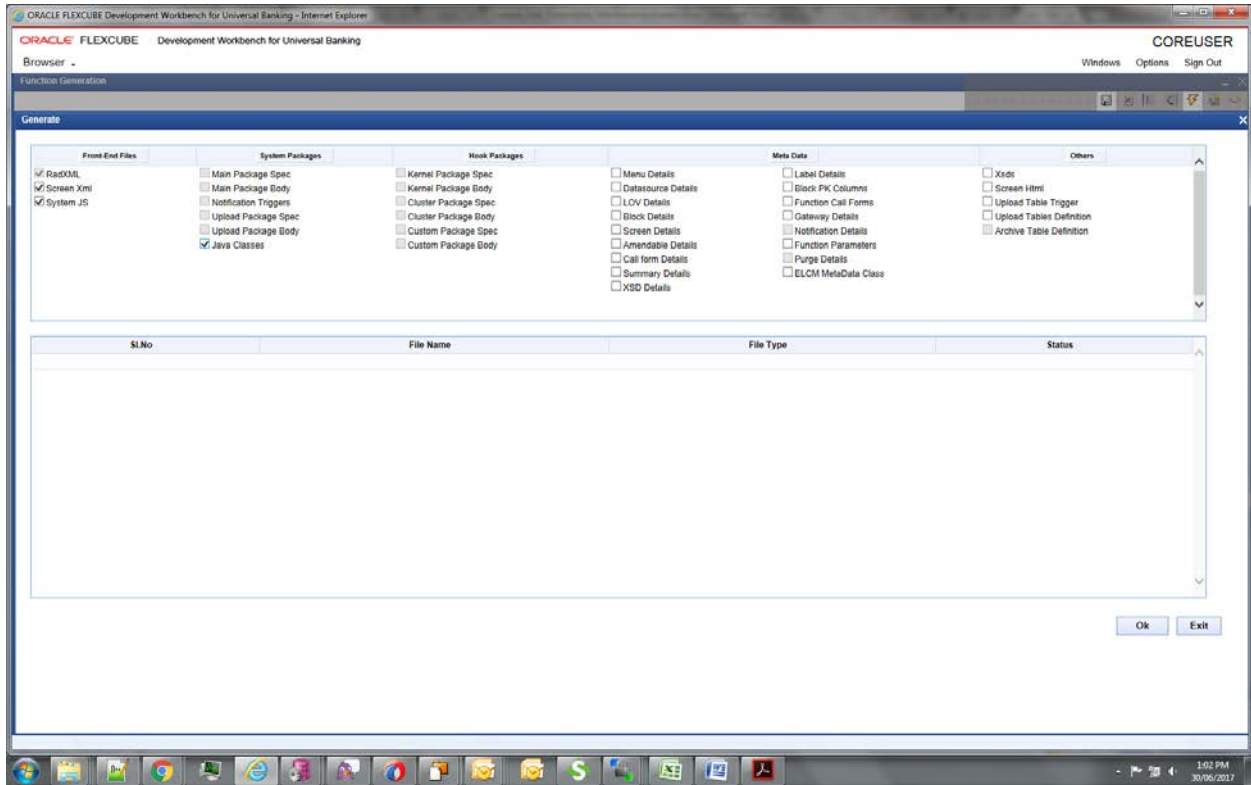 ORACLE FLEXCUBE Development Workbench for Universal Banking - Internet Explorer
ORACLE FLEXCUBE Development Workbench for Universal Banking
COREUSER
Browser
Windows Options Sign Out
Function Generation
Generate
Front-End Files System Packages Hook Packages Meta Data Others
RadXML Main Package Spec Kernel Package Spec Menu Details Label Details Xsds
Screen Xml Main Package Body Kernel Package Body Datasource Details Block PK Columns Screen Html
System JS Notification Triggers Cluster Package Spec LOV Details Function Call Forms Upload Table Trigger
Upload Package Spec Cluster Package Body Block Details Gateway Details Upload Tables Definition
Upload Package Body Custom Package Spec Screen Details Notification Details Archive Table Definition
Java Classes Custom Package Body Amendable Details Function Parameters
Call form Details Purge Details
Summary Details ELCM MetaData Class
XSD Details
Sl.No File Name File Type Status
Ok Exit
1:02 PM
30/06/2017